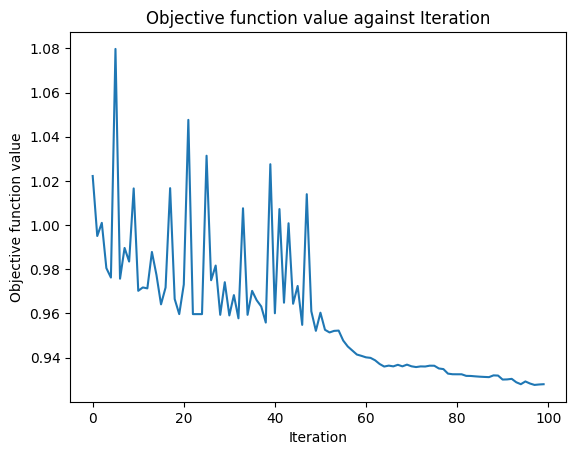 Objective function value against Iteration
1.08
1.06
1.04
1.02
1.00
0.98
0.96
0.94
Objective function value
0 20 40 60 80 100
Iteration